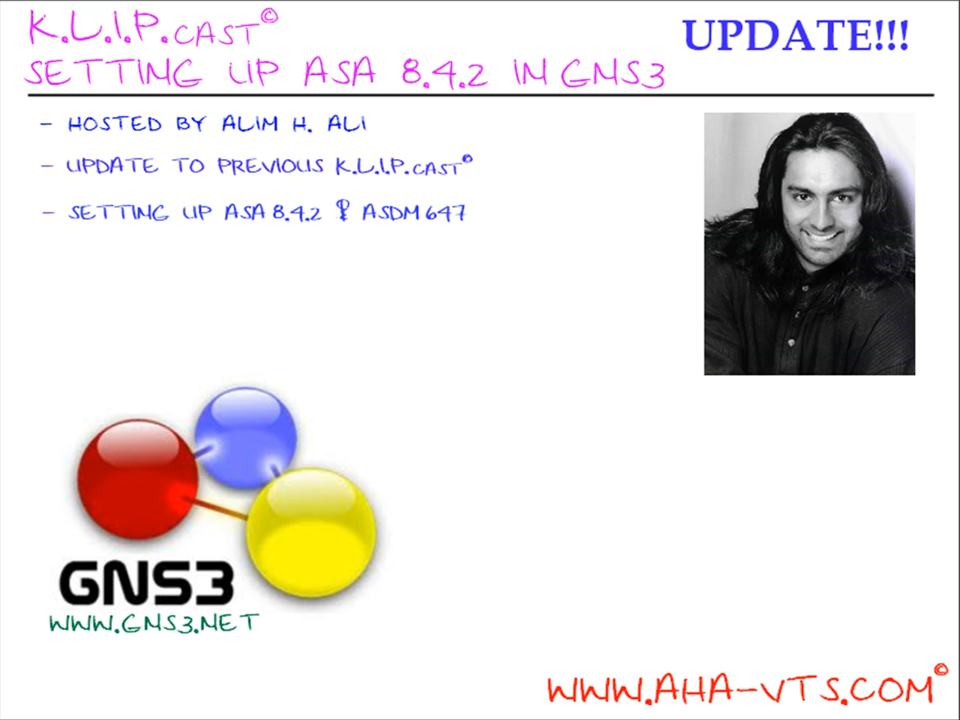 K.L.I.P.CAST©
UPDATE!!!
SETTING UP ASA 8.4.2 IN GNS3
- HOSTED BY ALIM H. ALI
- UPDATE TO PREVIOUS K.L.I.P.CAST©
- SETTING UP ASA 8.4.2 & ASDM 647
GNS3
WWW.GNS3.NET
WWW.AHA-VTS.COM©